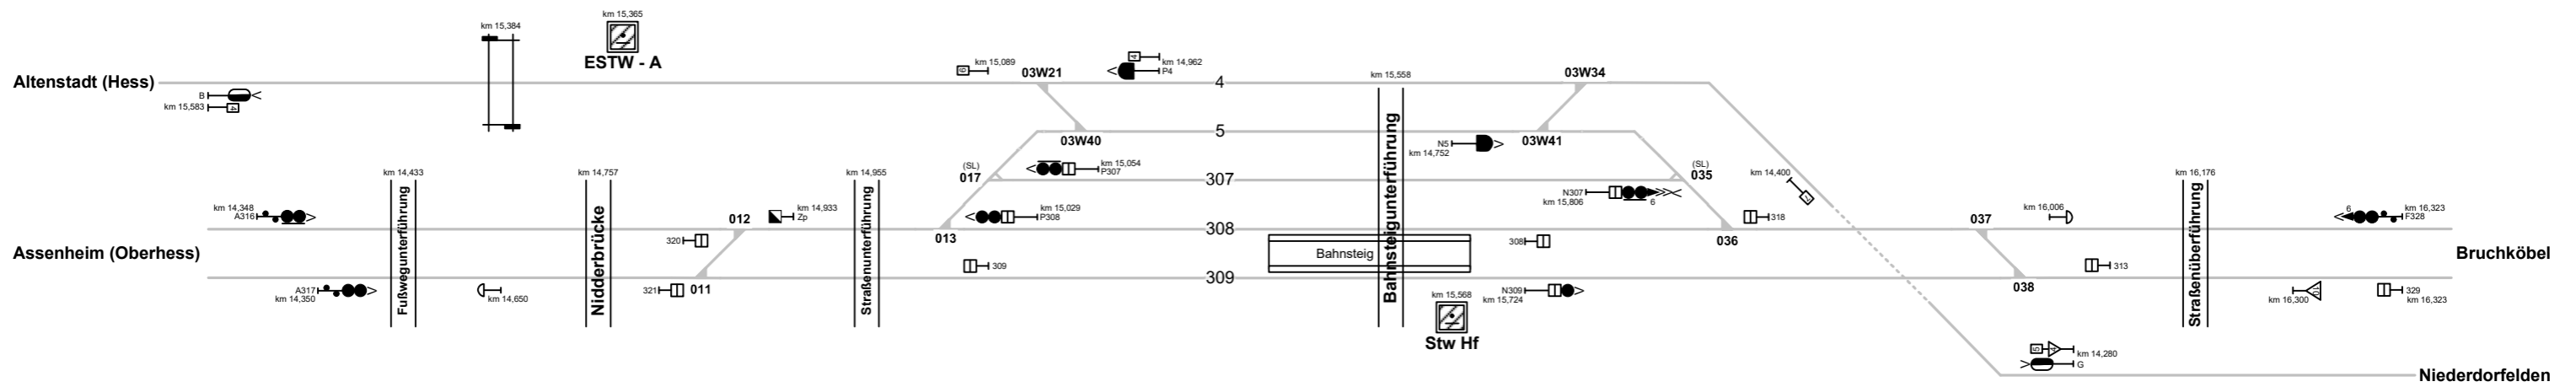 km 15,365
km 15,384
ESTW - A
Altenstadt (Hess)
B
km 15,583
4
km 15,089
6
03W21
4
km 14,962
P4
4
km 15,558
03W34
5
03W40
N5
km 14,752
03W41
(SL)
017
km 15,054
P307
307
N307
km 15,806
6
(SL)
035
km 14,400
km 14,433
km 14,757
km 14,955
km 16,176
km 14,348
A316
Fußwegunterführung
Nidderbrücke
012
320
km 14,933
Zp
Straßenunterführung
013
km 15,029
P308
308
Bahnsteigunterführung
308
318
036
037
km 16,006
Straßenüberführung
6
km 16,323
F328
Assenheim (Oberhess)
Bahnsteig
Bruchköbel
309
309
313
A317
km 14,350
km 14,650
321
011
km 15,568
N309
km 15,724
038
km 16,300
10
329
km 16,323
Stw Hf
5
4
km 14,280
G
Niederdorfelden